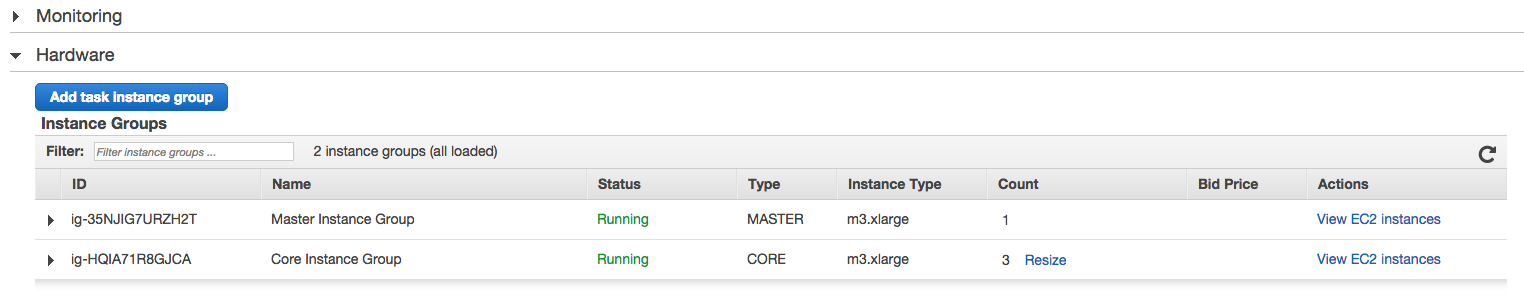 Monitoring
Hardware
Add task instance group
Instance Groups
Filter: Filter instance groups ... 2 instance groups (all loaded)
ID Name Status Type Instance Type Count Bid Price Actions
ig-35NJIG7URZH2T Master Instance Group Running MASTER m3.xlarge 1 View EC2 instances
ig-HQIA71R8GJCA Core Instance Group Running CORE m3.xlarge 3 Resize View EC2 instances